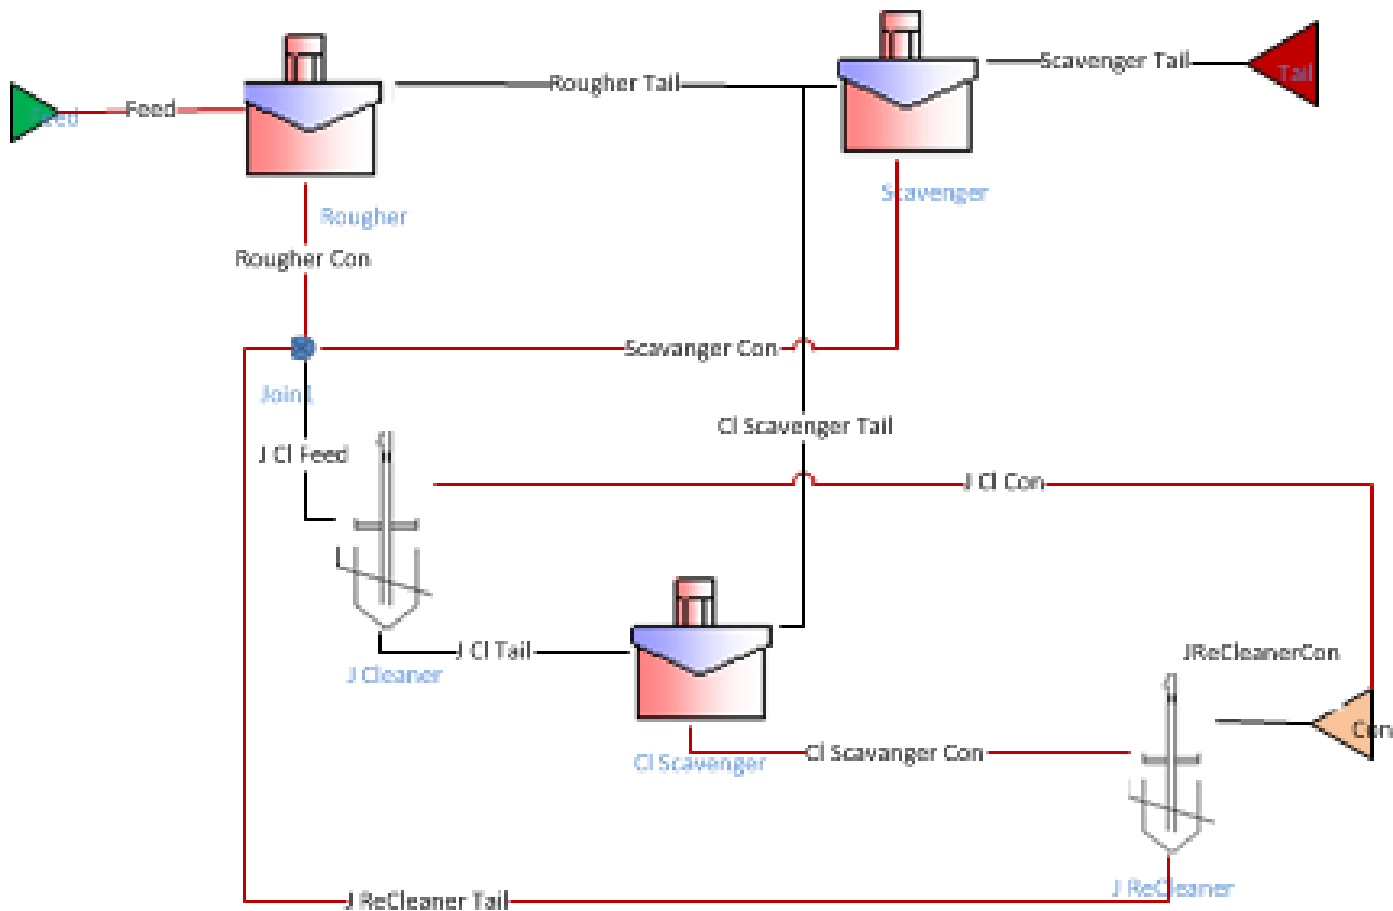 Scavenger Tail
Tail
Rougher Tail
Feed
Feed
Scavenger
Rougher
Rougher Con
Scavanger Con
Join1
Cl Scavenger Tail
J Cl Feed
J Cl Con
J Cl Tail
JReCleanerCon
J Cleaner
Con
Cl Scavanger Con
Cl Scavenger
J ReCleaner
J ReCleaner Tail